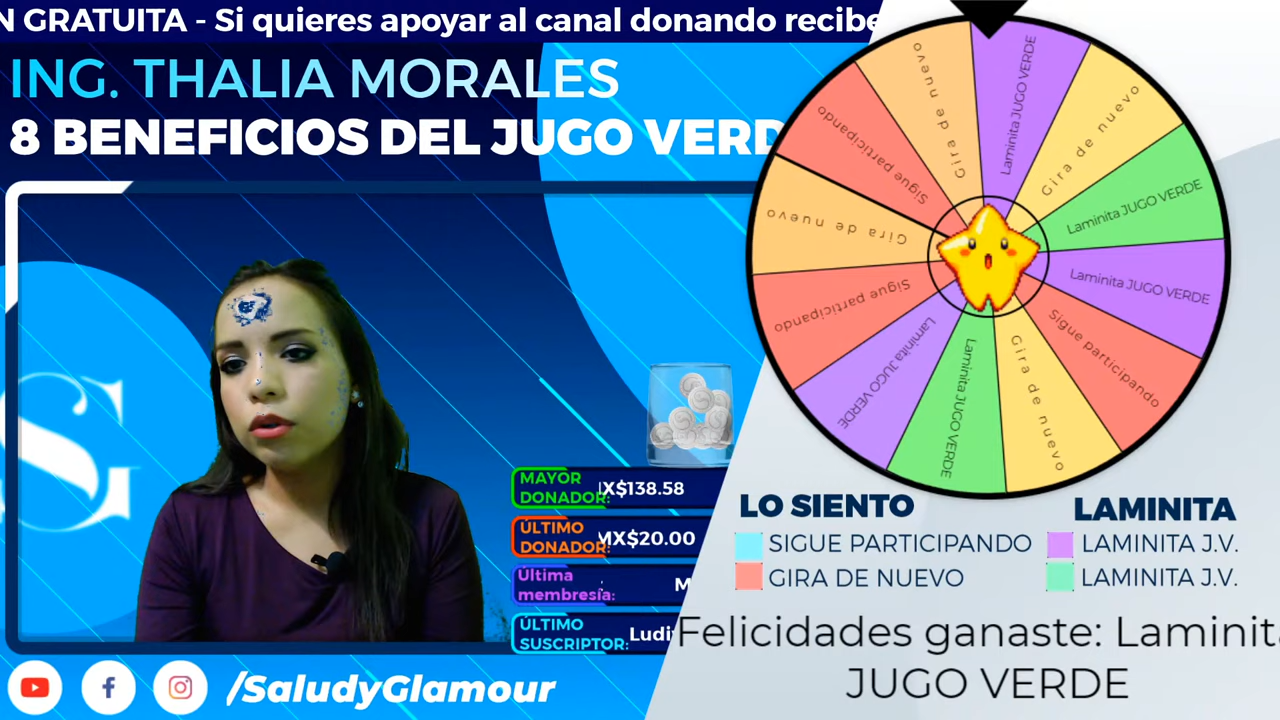 N GRATUITA - Si quieres apoyar al canal donando recibe
ING. THALIA MORALES
8 BENEFICIOS DEL JUGO VERD
S
MAYOR
DONADOR:
X$138.58
ÚLTIMO
DONADOR:
MX$20.00
Última
membresía:
M
ÚLTIMO
SUSCRIPTOR:
Ludi
/SaludyGlamour
Laminita JUGO VERDE
Gira de nuevo
Laminita JUGO VERDE
Laminita JUGO VERDE
Sigue participando
Gira de nuevo
Laminita JUGO VERDE
Laminita JUGO VERDE
Sigue participando
Gira de nuevo
Sigue participando
Gira de nuevo
LO SIENTO
SIGUE PARTICIPANDO
GIRA DE NUEVO
LAMINITA
LAMINITA J.V.
LAMINITA J.V.
Felicidades ganaste: Laminita
JUGO VERDE